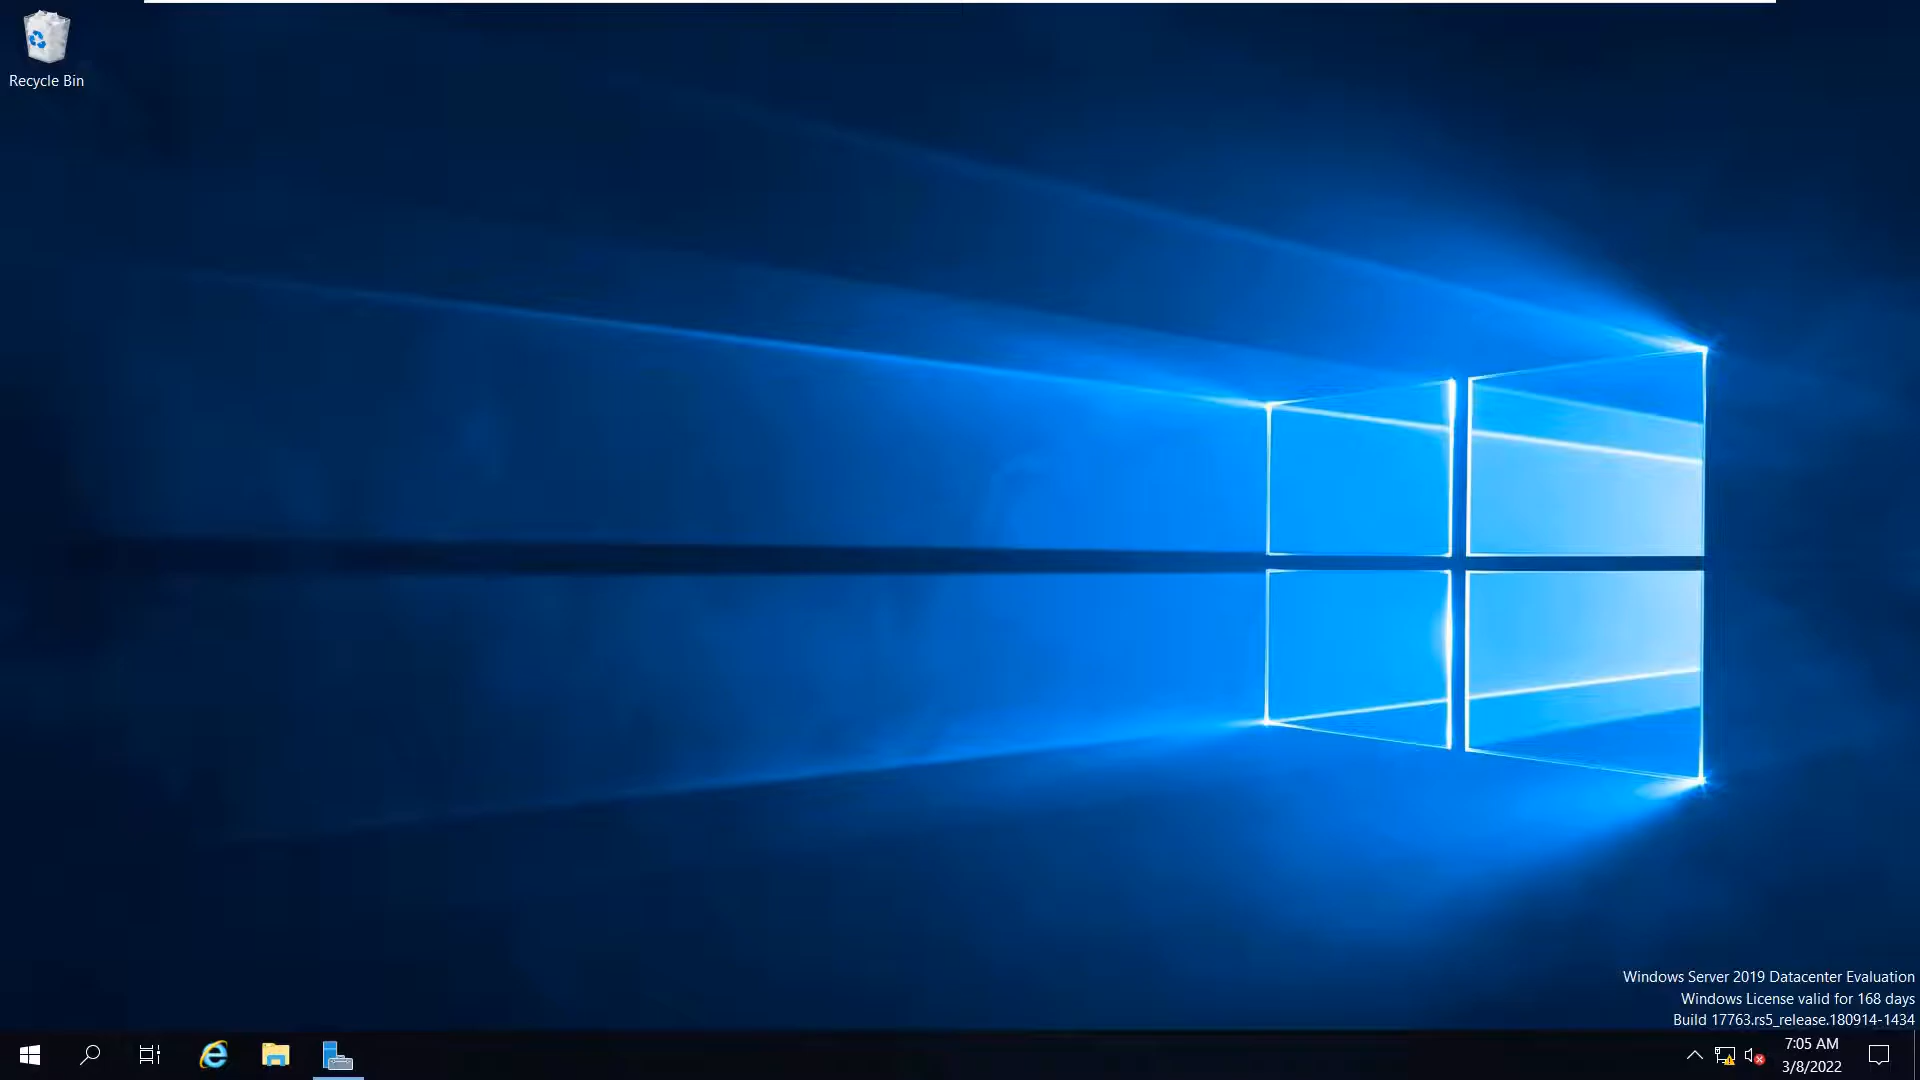 Recycle Bin
Windows Server 2019 Datacenter Evaluation
Windows License valid for 168 days
Build 17763.rs5_release.180914-1434
7:05 AM
3/8/2022